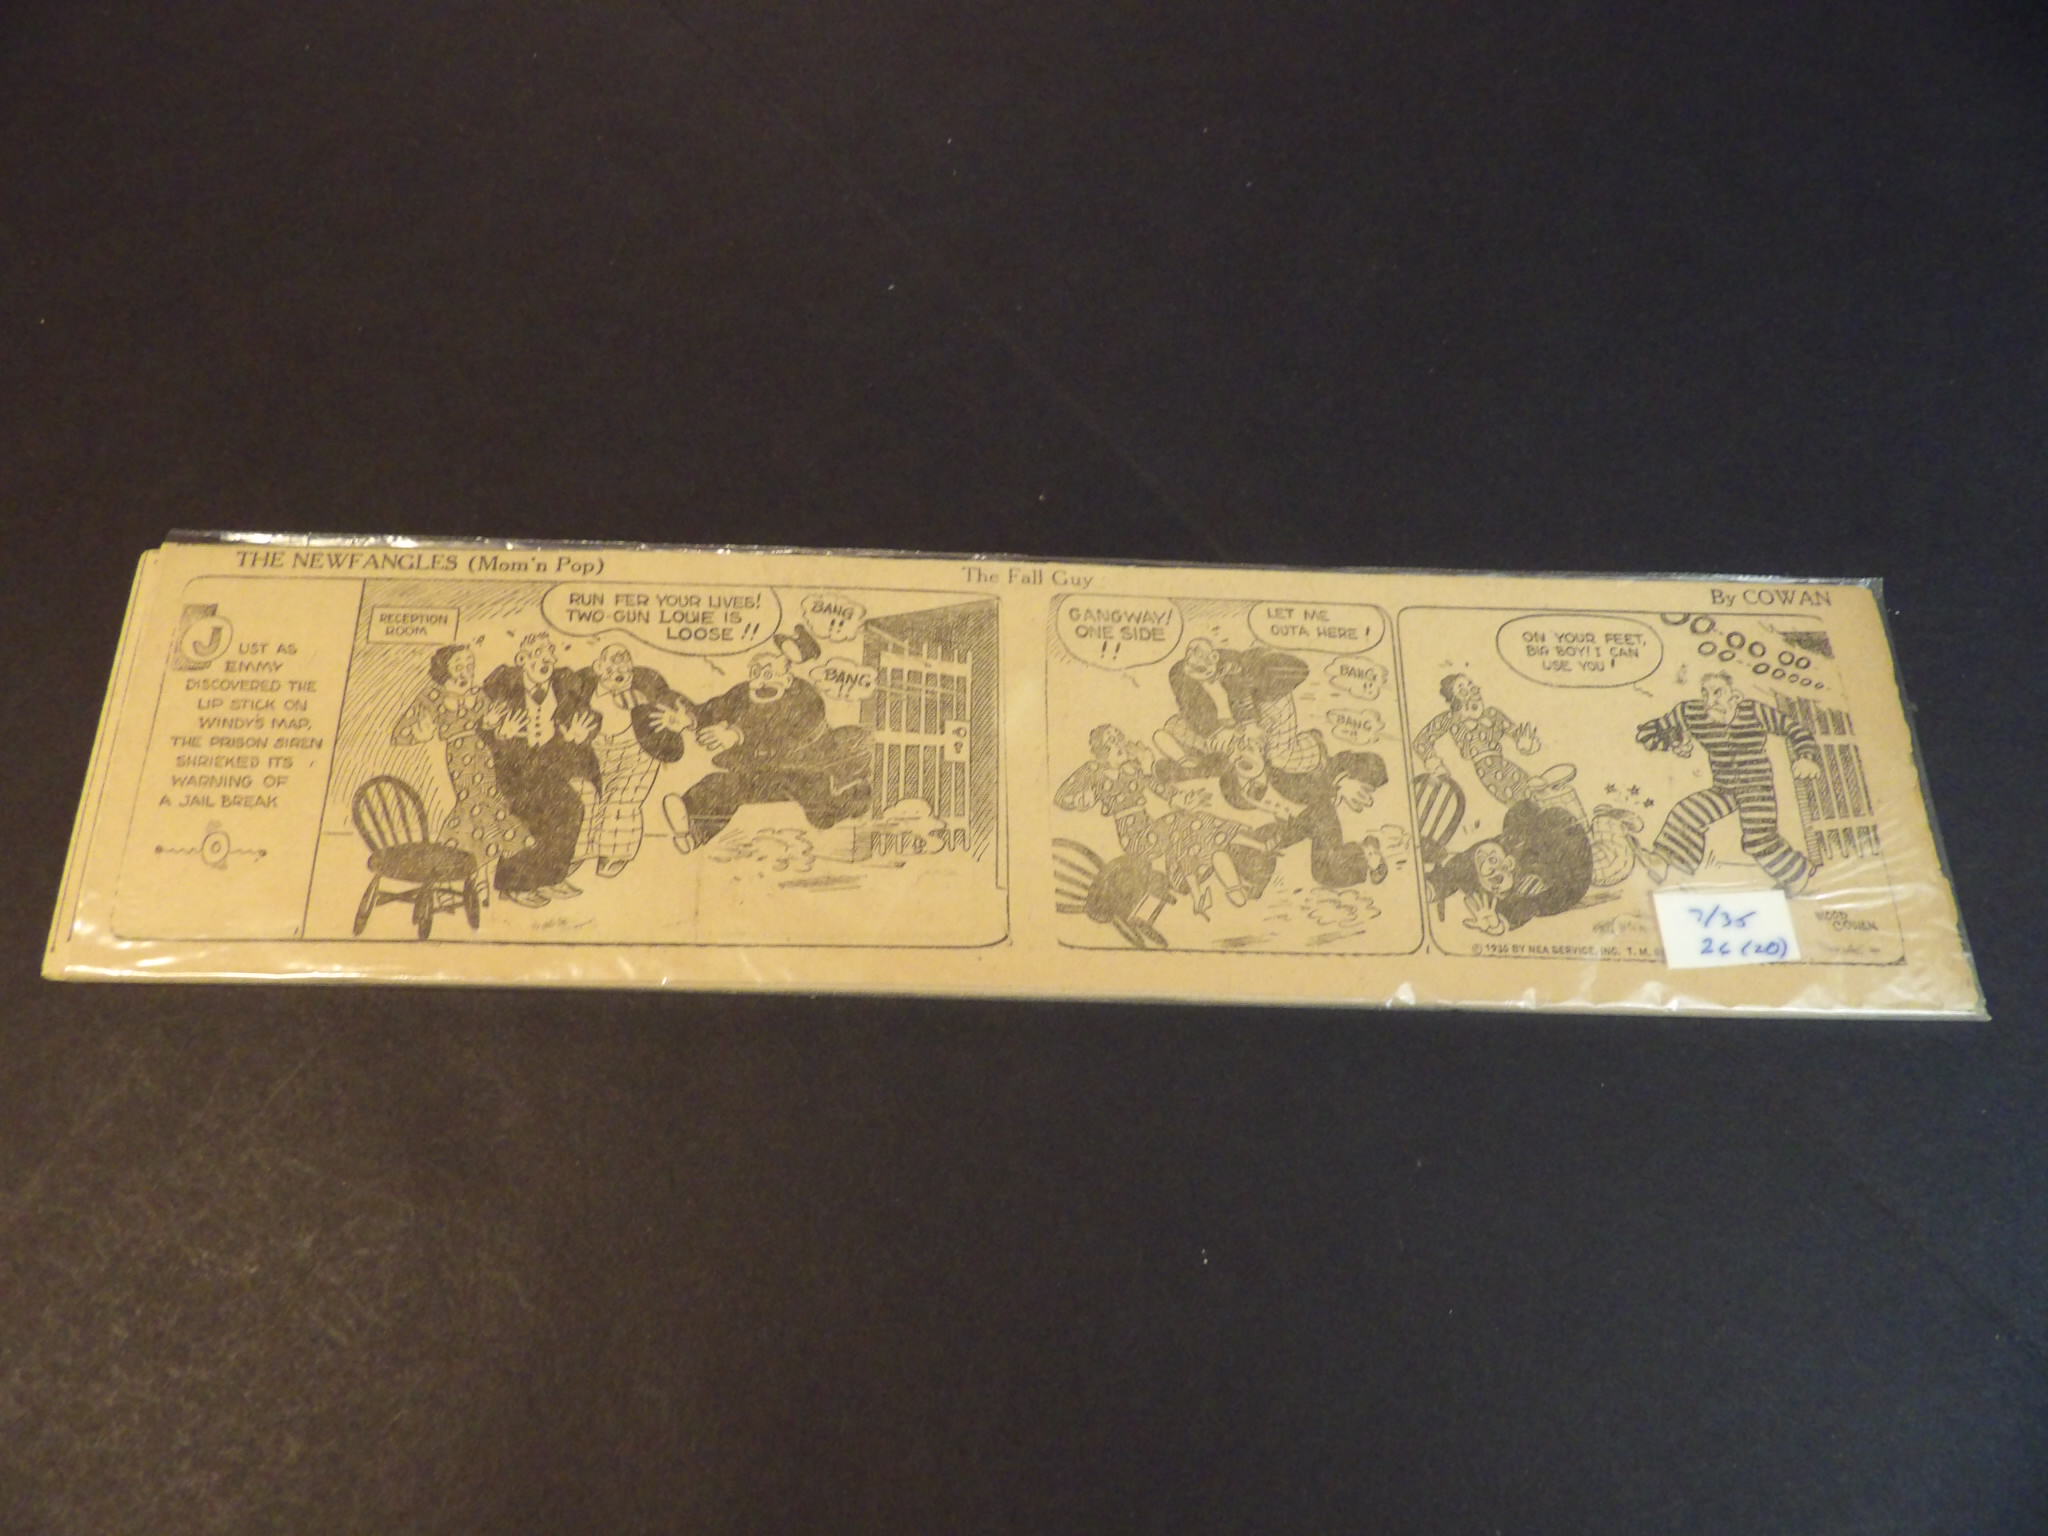 THE NEWFANGLES (Mom'n Pop)
The Fall Guy
By COWAN
JUST AS
EMMY
DISCOVERED THE
LIP STICK ON
WINDY'S MAP,
THE PRISON SIREN
SHRIEKED ITS
WARNING OF
A JAIL BREAK
RECEPTION
ROOM
RUN FER YOUR LIVES!
TWO-GUN LOUIE IS
LOOSE!!
BANG
!!
BANG
!!
GANGWAY!
ONE SIDE
!!
LET ME
OUTA HERE!
BANG
BANG
ON YOUR FEET,
BIG BOY! I CAN
USE YOU!
WOOD
COWAN
BY NEA SERVICE, INC. T. M.
7/35
26 (20)